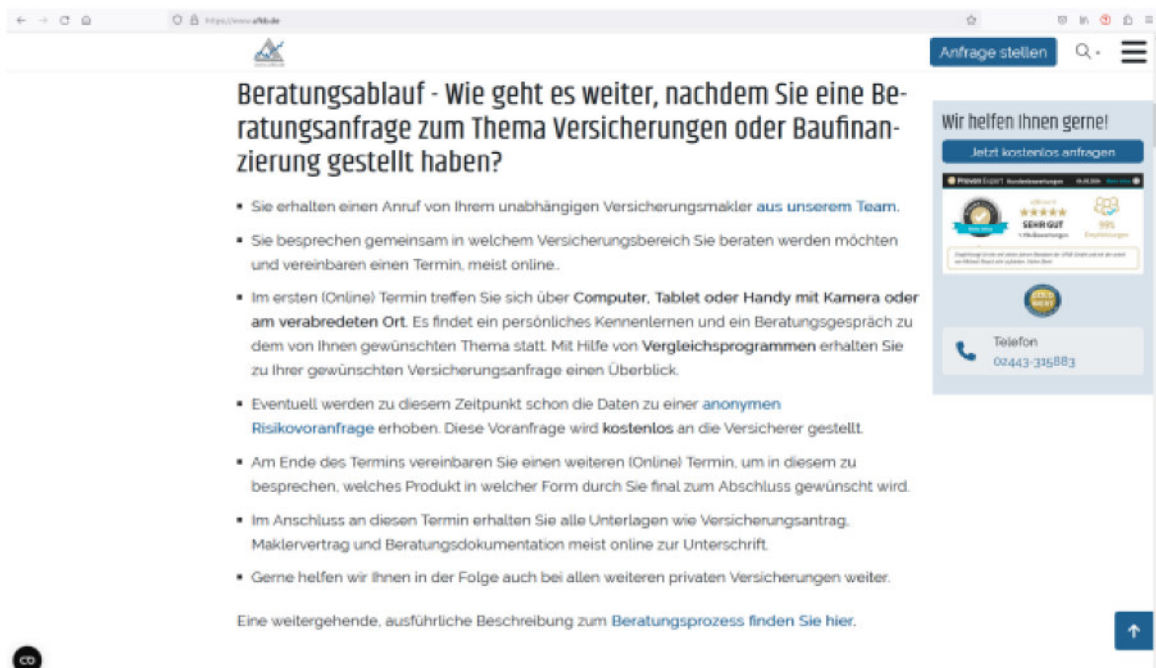 https://www.afkb.de
Anfrage stellen
Beratungsablauf - Wie geht es weiter, nachdem Sie eine Be-
ratungsanfrage zum Thema Versicherungen oder Baufinan-
zierung gestellt haben?
Sie erhalten einen Anruf von Ihrem unabhängigen Versicherungsmakler aus unserem Team.
Sie besprechen gemeinsam in welchem Versicherungsbereich Sie beraten werden möchten
und vereinbaren einen Termin, meist online..
Im ersten (Online) Termin treffen Sie sich über Computer, Tablet oder Handy mit Kamera oder
am verabredeten Ort. Es findet ein persönliches Kennenlernen und ein Beratungsgespräch zu
dem von Ihnen gewünschten Thema statt. Mit Hilfe von Vergleichsprogrammen erhalten Sie
zu Ihrer gewünschten Versicherungsanfrage einen Überblick.
Eventuell werden zu diesem Zeitpunkt schon die Daten zu einer anonymen
Risikovoranfrage erhoben. Diese Voranfrage wird kostenlos an die Versicherer gestellt.
Am Ende des Termins vereinbaren Sie einen weiteren (Online) Termin, um in diesem zu
besprechen, welches Produkt in welcher Form durch Sie final zum Abschluss gewünscht wird.
Im Anschluss an diesen Termin erhalten Sie alle Unterlagen wie Versicherungsantrag,
Maklervertrag und Beratungsdokumentation meist online zur Unterschrift.
Gerne helfen wir Ihnen in der Folge auch bei allen weiteren privaten Versicherungen weiter.
Eine weitergehende, ausführliche Beschreibung zum Beratungsprozess finden Sie hier.
Wir helfen Ihnen gerne!
Jetzt kostenlos anfragen
Proven Expert Kundenbewertungen
SEHR GUT
99%
Empfehlungen
Telefon
02443-315883